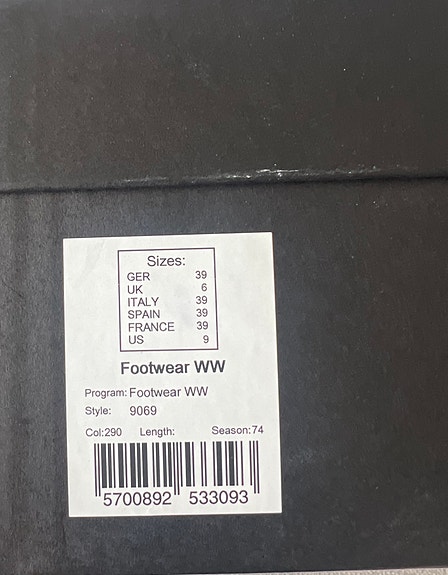 Sizes:
GER 39
UK 6
ITALY 39
SPAIN 39
FRANCE 39
US 9
Footwear WW
Program: Footwear WW
Style: 9069
Col:290 Length: Season:74
5700892 533093